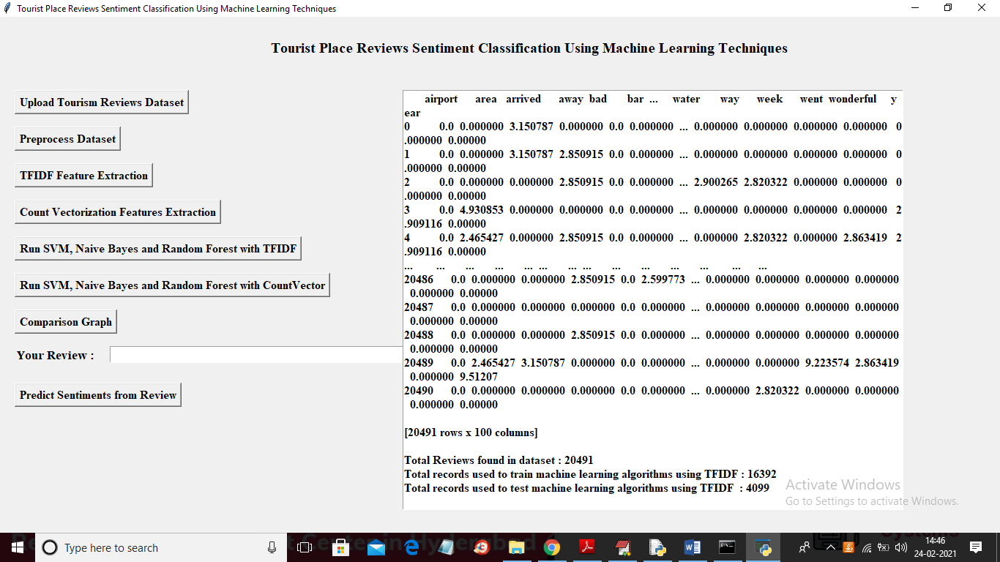 Tourist Place Reviews Sentiment Classification Using Machine Learning Techniques
Tourist Place Reviews Sentiment Classification Using Machine Learning Techniques
Upload Tourism Reviews Dataset
Preprocess Dataset
TFIDF Feature Extraction
Count Vectorization Features Extraction
Run SVM, Naive Bayes and Random Forest with TFIDF
Run SVM, Naive Bayes and Random Forest with CountVector
Comparison Graph
Your Review :
Predict Sentiments from Review
airport area arrived away bad bar ... water way week went wonderful y
ear
0 0.0 0.000000 3.150787 0.000000 0.0 0.000000 ... 0.000000 0.000000 0.000000 0.000000 0
.000000 0.00000
1 0.0 0.000000 3.150787 2.850915 0.0 0.000000 ... 0.000000 0.000000 0.000000 0.000000 0
.000000 0.00000
2 0.0 0.000000 0.000000 2.850915 0.0 0.000000 ... 2.900265 2.820322 0.000000 0.000000 0
.000000 0.00000
3 0.0 4.930853 0.000000 0.000000 0.0 0.000000 ... 0.000000 0.000000 0.000000 0.000000 2
.909116 0.00000
4 0.0 2.465427 0.000000 2.850915 0.0 0.000000 ... 0.000000 2.820322 0.000000 2.863419 2
.909116 0.00000
... ... ... ... ... ... ... ... ... ... ... ... ...
20486 0.0 0.000000 0.000000 2.850915 0.0 2.599773 ... 0.000000 0.000000 0.000000 0.000000
0.000000 0.00000
20487 0.0 0.000000 0.000000 0.000000 0.0 0.000000 ... 0.000000 0.000000 0.000000 0.000000
0.000000 0.00000
20488 0.0 0.000000 0.000000 2.850915 0.0 0.000000 ... 0.000000 0.000000 0.000000 0.000000
0.000000 0.00000
20489 0.0 2.465427 3.150787 0.000000 0.0 0.000000 ... 0.000000 0.000000 9.223574 2.863419
0.000000 9.51207
20490 0.0 0.000000 0.000000 0.000000 0.0 0.000000 ... 0.000000 2.820322 0.000000 0.000000
0.000000 0.00000
[20491 rows x 100 columns]
Total Reviews found in dataset : 20491
Total records used to train machine learning algorithms using TFIDF : 16392
Total records used to test machine learning algorithms using TFIDF : 4099
Activate Windows
Go to Settings to activate Windows.
Type here to search
14:46
24-02-2021